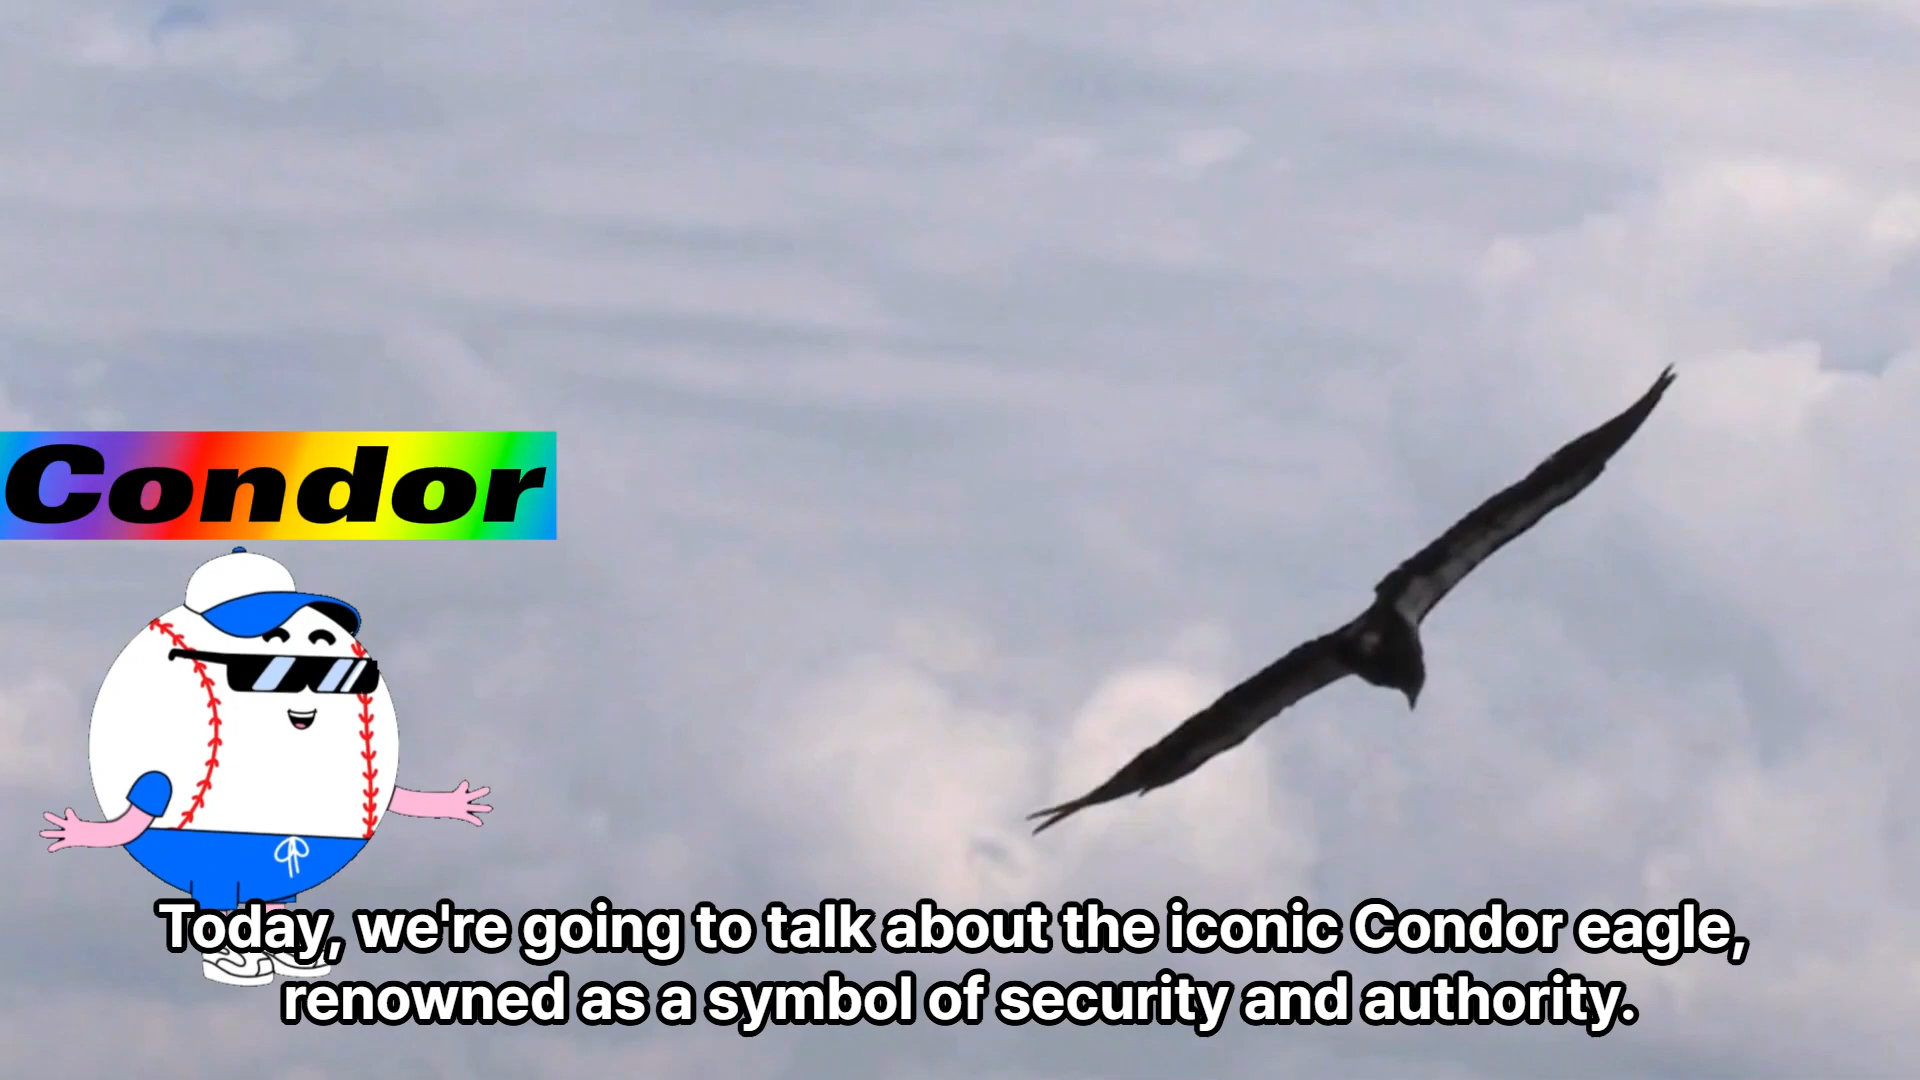 Condor
Today, we're going to talk about the iconic Condor eagle,
renowned as a symbol of security and authority.